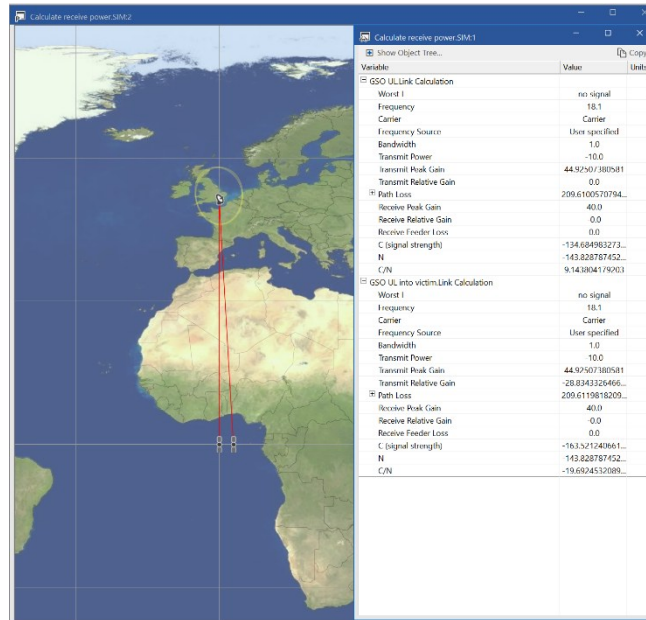 Calculate receive power.SIM:2
Calculate receive power.SIM:1
Show Object Tree... Copy
Variable Value Units
GSO UL.Link Calculation
Worst I no signal
Frequency 18.1
Carrier Carrier
Frequency Source User specified
Bandwidth 1.0
Transmit Power -10.0
Transmit Peak Gain 44.92507380581
Transmit Relative Gain 0.0
Path Loss 209.6100570794...
Receive Peak Gain 40.0
Receive Relative Gain 0.0
Receive Feeder Loss 0.0
C (signal strength) -134.684983273...
N -143.828787452...
C/N 9.143804179203
GSO UL into victim.Link Calculation
Worst I no signal
Frequency 18.1
Carrier Carrier
Frequency Source User specified
Bandwidth 1.0
Transmit Power -10.0
Transmit Peak Gain 44.92507380581
Transmit Relative Gain -28.8343326466...
Path Loss 209.6119818209...
Receive Peak Gain 40.0
Receive Relative Gain -0.0
Receive Feeder Loss 0.0
C (signal strength) -163.521240661...
N -143.828787452...
C/N -19.6924532089...